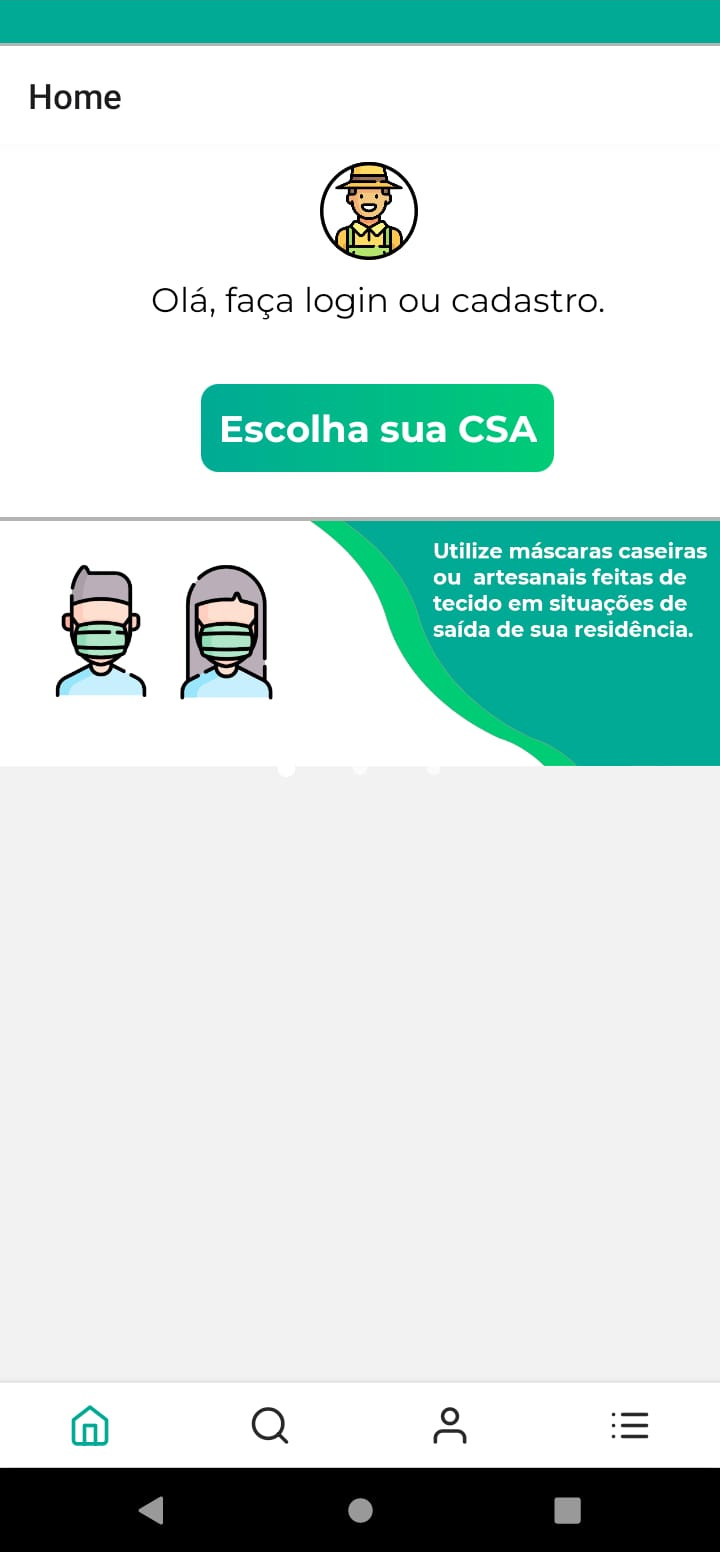 Home
Olá, faça login ou cadastro.
Escolha sua CSA
Utilize máscaras caseiras
ou  artesanais feitas de
tecido em situações de
saída de sua residência.